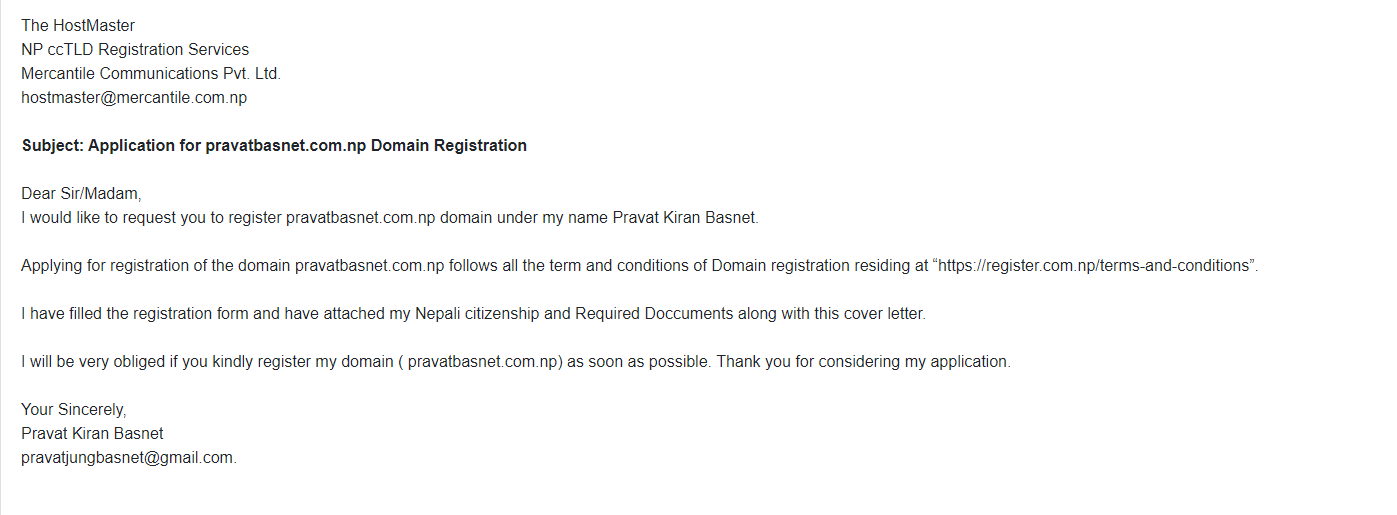 The HostMaster
NP ccTLD Registration Services
Mercantile Communications Pvt. Ltd.
hostmaster@mercantile.com.np
Subject: Application for pravatbasnet.com.np Domain Registration
Dear Sir/Madam,
I would like to request you to register pravatbasnet.com.np domain under my name Pravat Kiran Basnet.
Applying for registration of the domain pravatbasnet.com.np follows all the term and conditions of Domain registration residing at “https://register.com.np/terms-and-conditions”.
I have filled the registration form and have attached my Nepali citizenship and Required Doccuments along with this cover letter.
I will be very obliged if you kindly register my domain ( pravatbasnet.com.np) as soon as possible. Thank you for considering my application.
Your Sincerely,
Pravat Kiran Basnet
pravatjungbasnet@gmail.com.